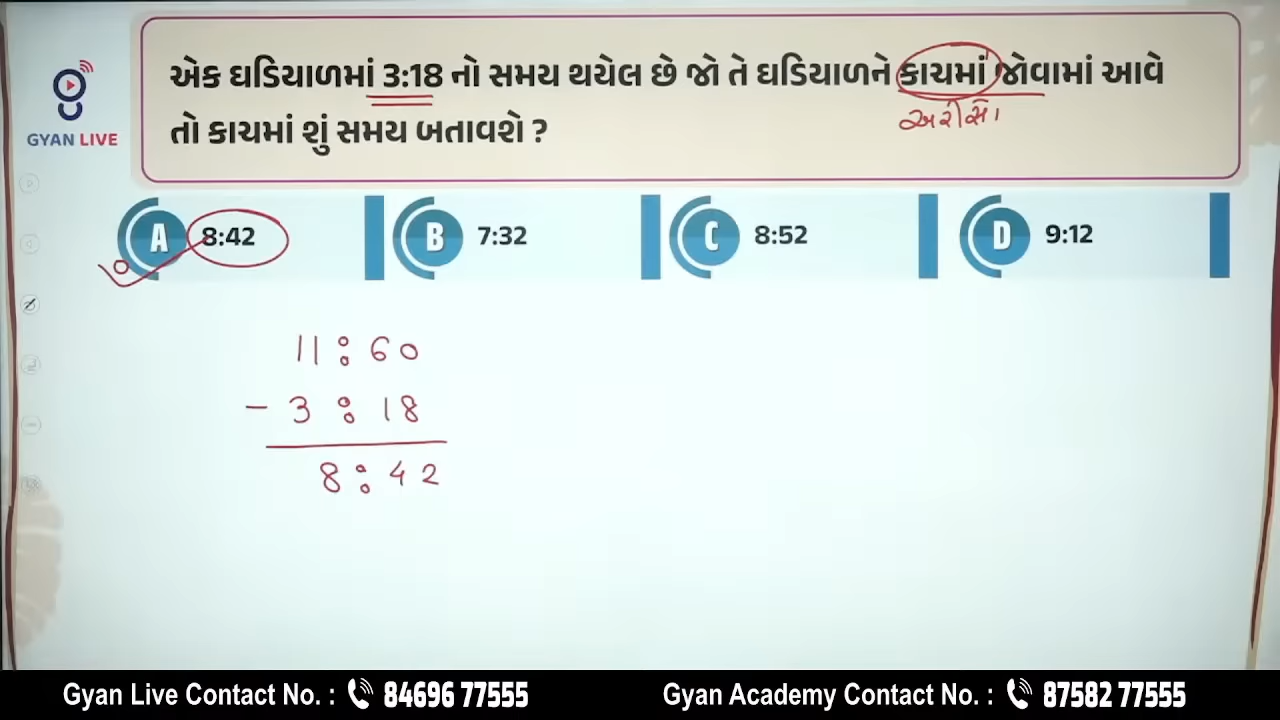 એક ઘડિયાળમાં 3:18 નો સમય થયેલ છે જો તે ઘડિયાળને કાચમાં જોવામાં આવે
અરીસો
તો કાચમાં શું સમય બતાવશે ?
GYAN LIVE
A 8:42 B 7:32 C 8:52 D 9:12
11:60
- 3:18
8:42
Gyan Live Contact No. : 84696 77555 Gyan Academy Contact No. : 87582 77555